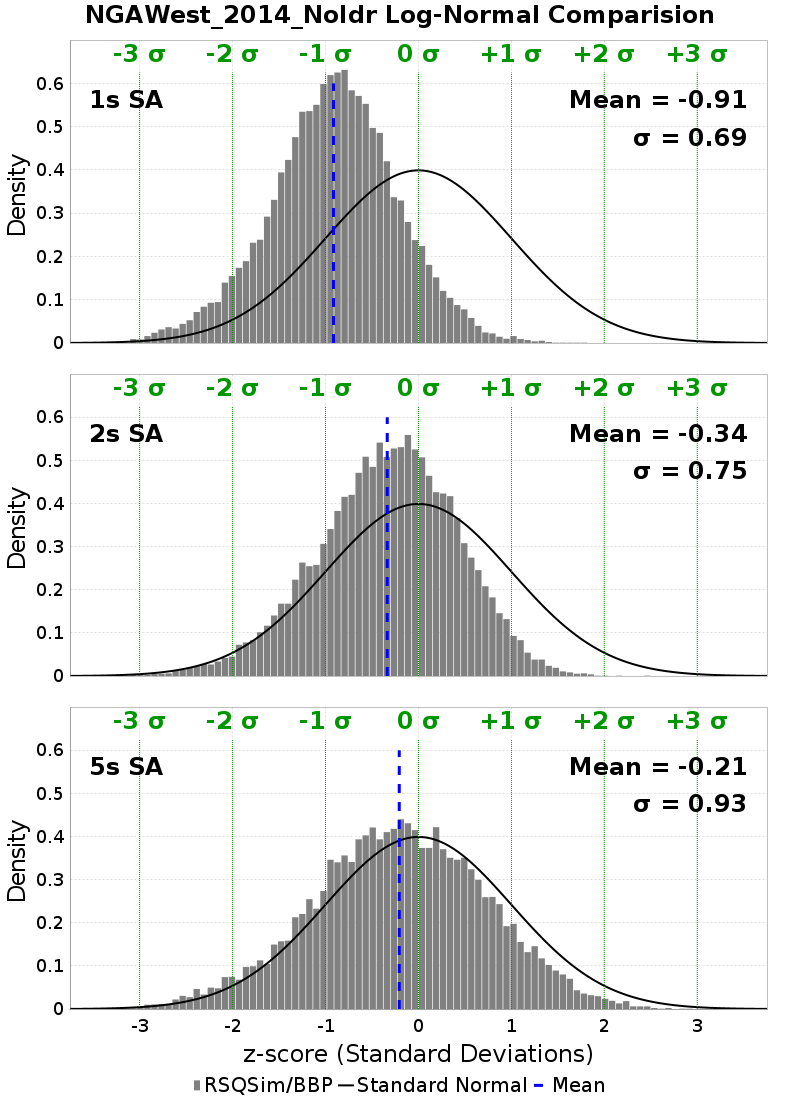 NGAWest_2014_NoIdr Log-Normal Comparision
-3 σ -2 σ -1 σ 0 σ +1 σ +2 σ +3 σ
1s SA
Mean = -0.91
σ = 0.69
Density
0.6
0.5
0.4
0.3
0.2
0.1
0
-3 σ -2 σ -1 σ 0 σ +1 σ +2 σ +3 σ
2s SA
Mean = -0.34
σ = 0.75
Density
0.6
0.5
0.4
0.3
0.2
0.1
0
-3 σ -2 σ -1 σ 0 σ +1 σ +2 σ +3 σ
5s SA
Mean = -0.21
σ = 0.93
Density
0.6
0.5
0.4
0.3
0.2
0.1
0
-3 -2 -1 0 1 2 3
z-score (Standard Deviations)
RSQSim/BBP Standard Normal Mean